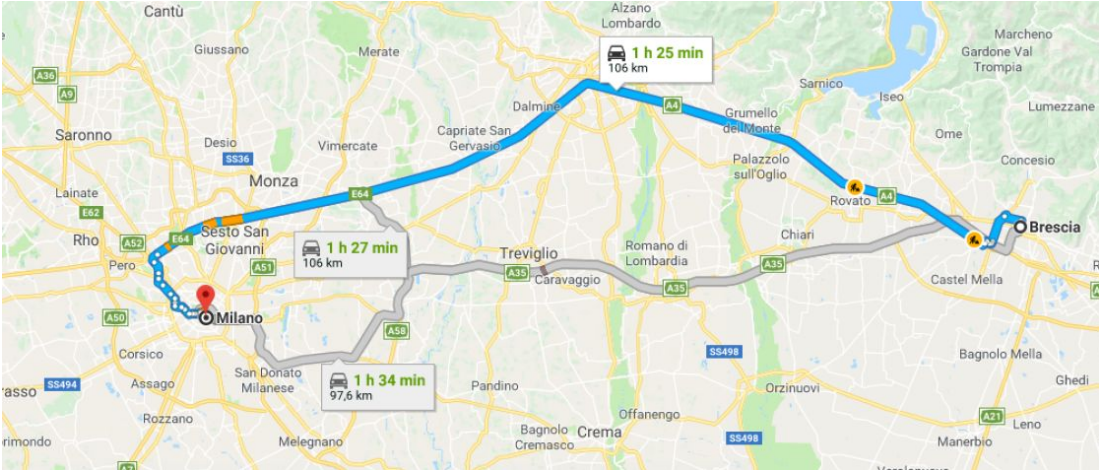 Cantù
Alzano
Lombardo
Marcheno
Gardone Val
Trompia
Giussano
Merate
1 h 25 min
106 km
A36
A9
Sarnico
Iseo
Lumezzane
Dalmine
A4
Grumello
del Monte
Saronno
Desio
Capriate San
Gervasio
Ome
SS36
Vimercate
Palazzolo
sull'Oglio
Concesio
Monza
Lainate
E64
Rovato
A4
E62
Rho
A52
E64
Sesto San
Giovanni
Brescia
Pero
1 h 27 min
106 km
Treviglio
Romano di
Lombardia
Chiari
A51
A35
Caravaggio
A35
A35
Castel Mella
A50
Milano
A58
Corsico
SS498
Bagnolo Mella
San Donato
Milanese
1 h 34 min
97,6 km
rasso
SS494
Assago
Pandino
Orzinuovi
Ghedi
Rozzano
Offanengo
A21
Leno
rimondo
Melegnano
Bagnolo
Cremasco
Crema
SS498
Manerbio